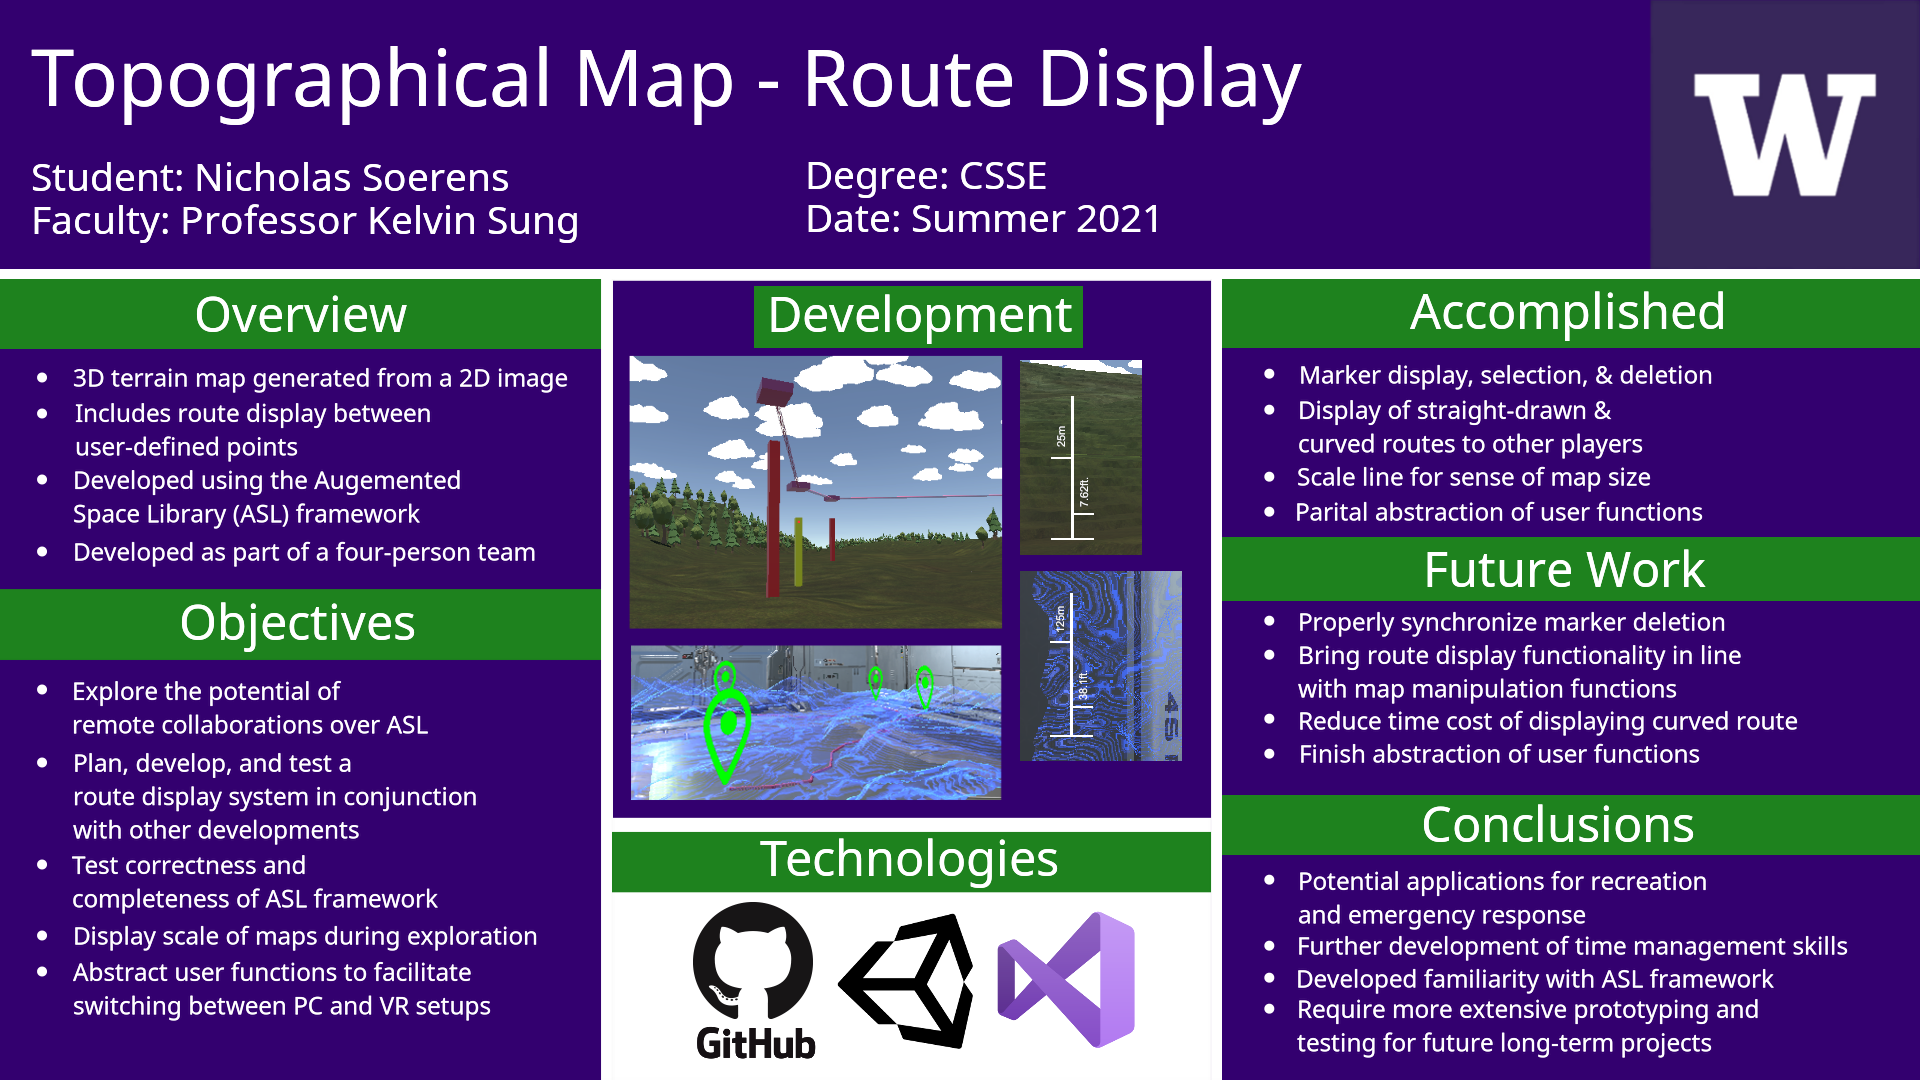 Topographical Map - Route Display
Student: Nicholas Soerens
Faculty: Professor Kelvin Sung
Degree: CSSE
Date: Summer 2021
W
Overview
3D terrain map generated from a 2D image
Includes route display between
user-defined points
Developed using the Augemented
Space Library (ASL) framework
Developed as part of a four-person team
Objectives
Explore the potential of
remote collaborations over ASL
Plan, develop, and test a
route display system in conjunction
with other developments
Test correctness and
completeness of ASL framework
Display scale of maps during exploration
Abstract user functions to facilitate
switching between PC and VR setups
Development
25m
7.62ft.
125m
38.1ft.
Technologies
GitHub
Accomplished
Marker display, selection, & deletion
Display of straight-drawn &
curved routes to other players
Scale line for sense of map size
Parital abstraction of user functions
Future Work
Properly synchronize marker deletion
Bring route display functionality in line
with map manipulation functions
Reduce time cost of displaying curved route
Finish abstraction of user functions
Conclusions
Potential applications for recreation
and emergency response
Further development of time management skills
Developed familiarity with ASL framework
Require more extensive prototyping and
testing for future long-term projects